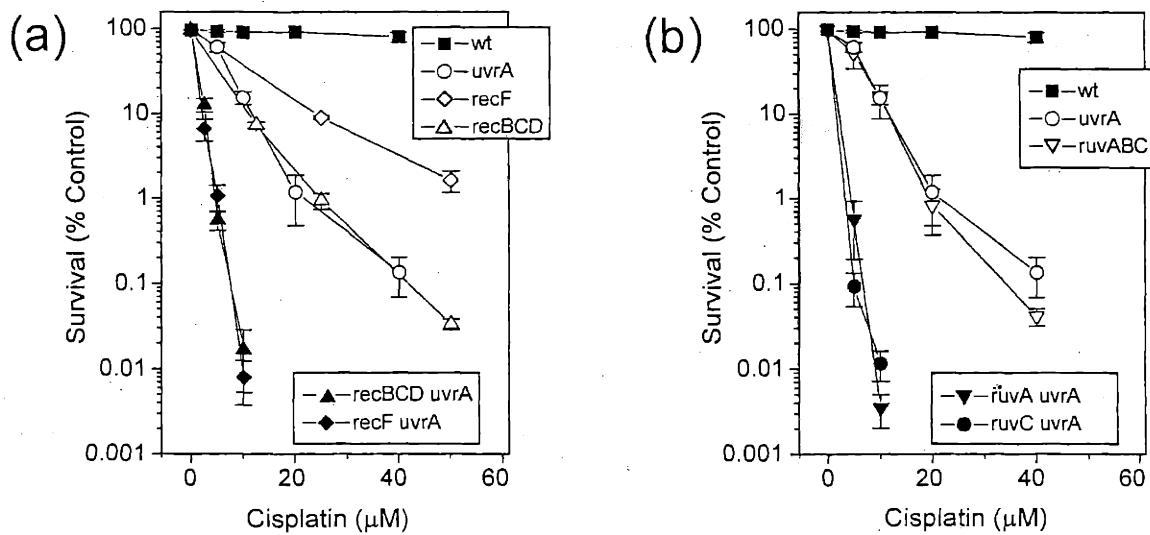 (a)
Survival (% Control)
100
10
1
0.1
0.01
0.001
wt
uvrA
recF
recBCD
recBCD uvrA
recF uvrA
0
20
40
60
Cisplatin (μM)
(b)
Survival (% Control)
100
10
1
0.1
0.01
0.001
wt
uvrA
ruvABC
ruvA uvrA
ruvC uvrA
0
20
40
60
Cisplatin (μM)